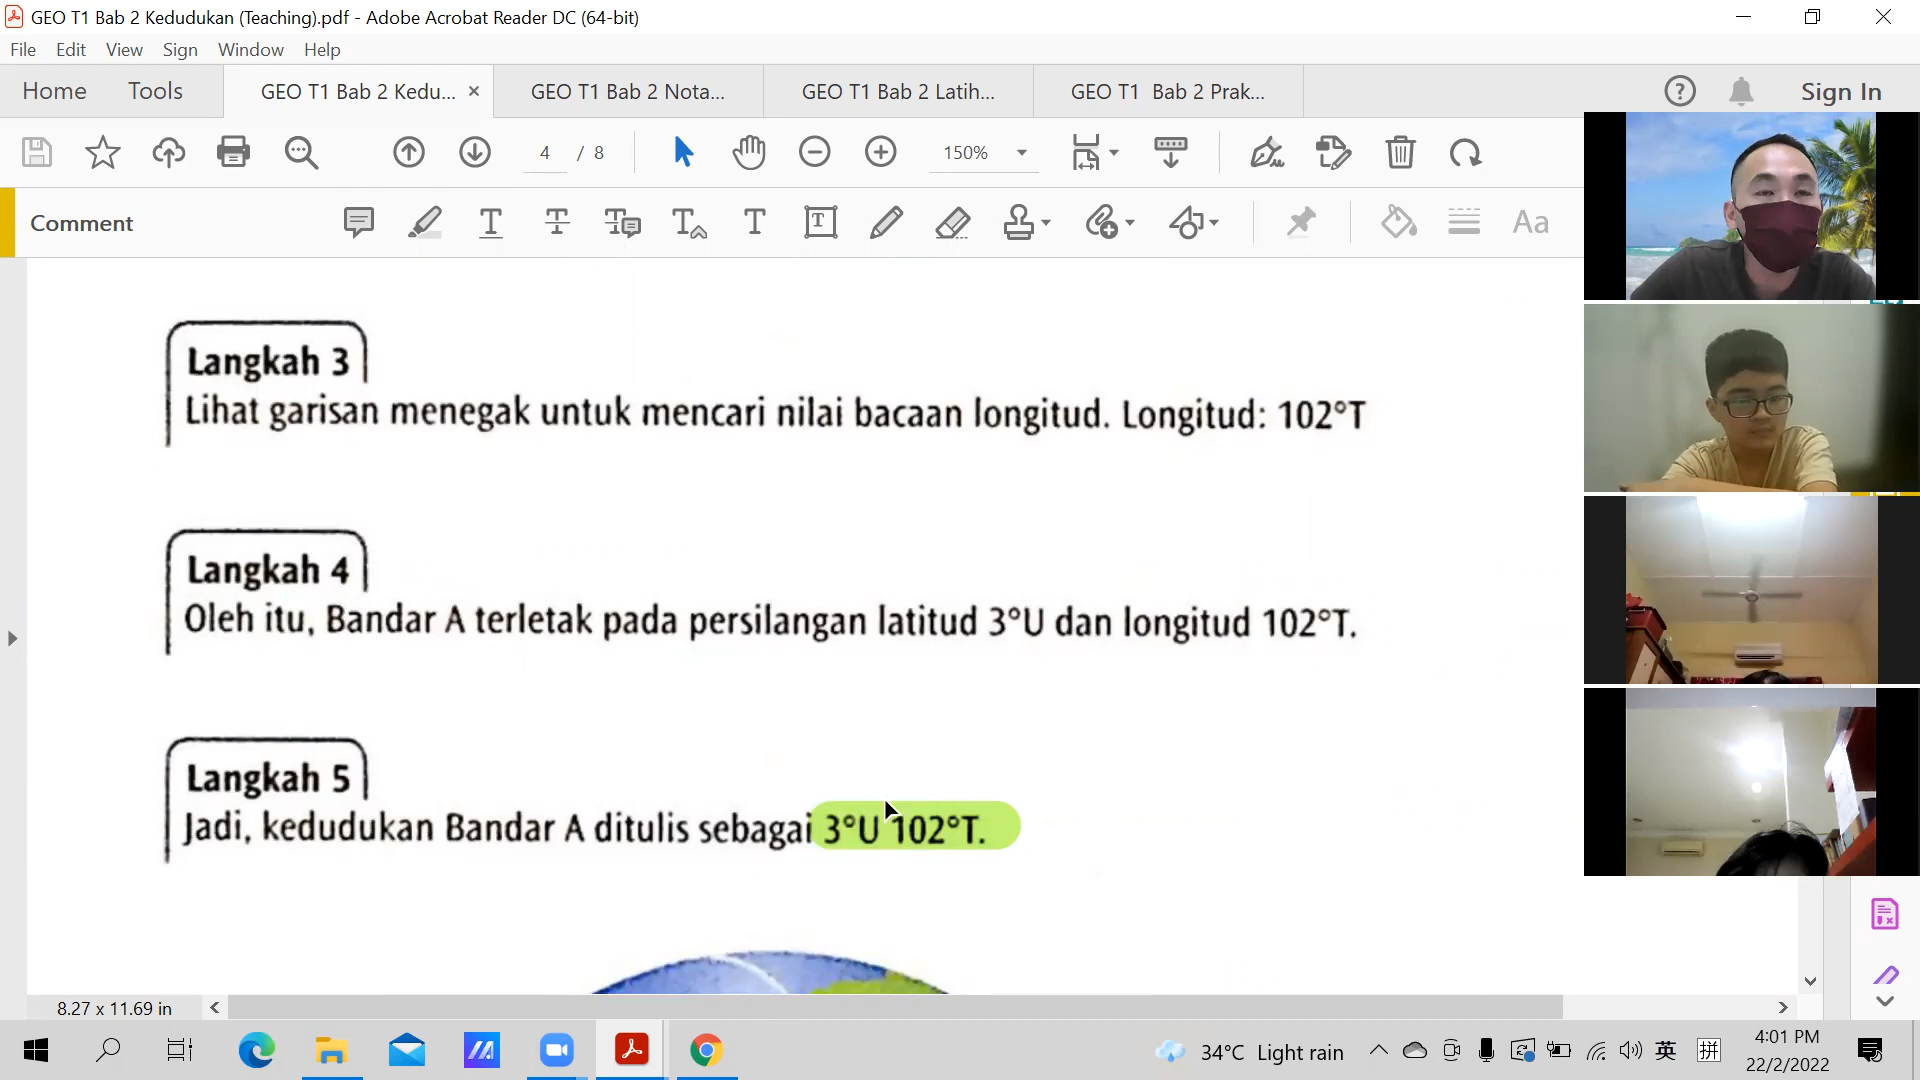 GEO T1 Bab 2 Kedudukan (Teaching).pdf - Adobe Acrobat Reader DC (64-bit)
File Edit View Sign Window Help
Home Tools GEO T1 Bab 2 Kedu... × GEO T1 Bab 2 Nota... GEO T1 Bab 2 Latih... GEO T1 Bab 2 Prak... Sign In
4 / 8 150%
Comment Aa
Langkah 3
Lihat garisan menegak untuk mencari nilai bacaan longitud. Longitud: 102°T
Langkah 4
Oleh itu, Bandar A terletak pada persilangan latitud 3°U dan longitud 102°T.
Langkah 5
Jadi, kedudukan Bandar A ditulis sebagai 3°U 102°T.
8.27 x 11.69 in
34°C Light rain 英 拼 4:01 PM
22/2/2022